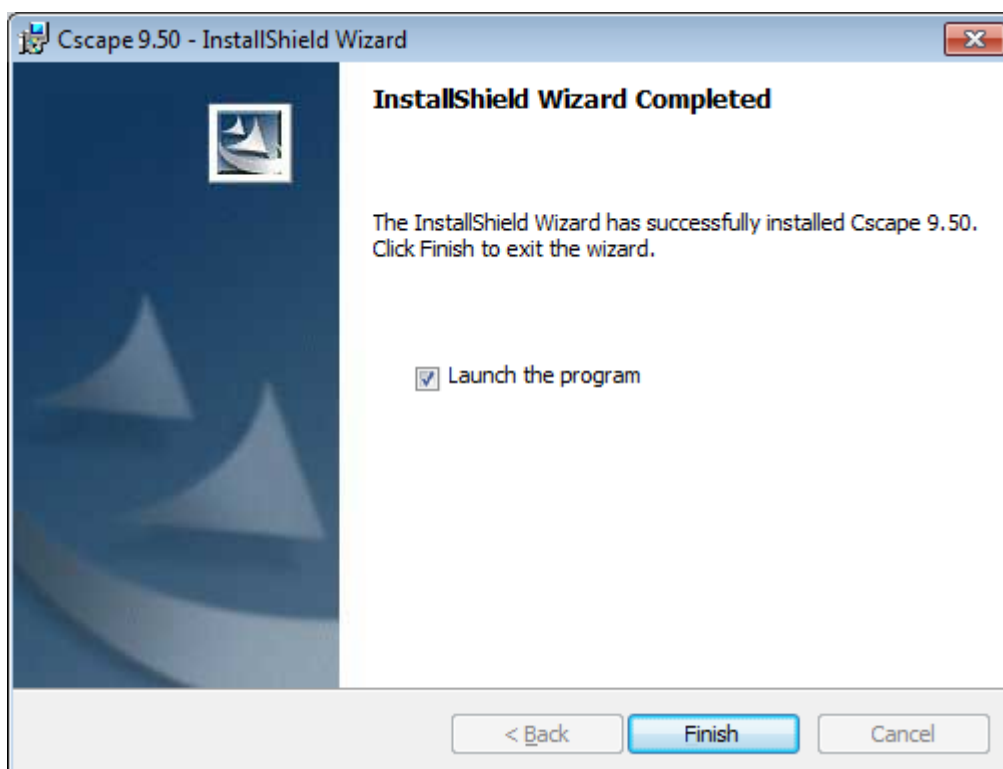 Cscape 9.50 - InstallShield Wizard
InstallShield Wizard Completed
The InstallShield Wizard has successfully installed Cscape 9.50.
Click Finish to exit the wizard.
Launch the program
< Back
Finish
Cancel